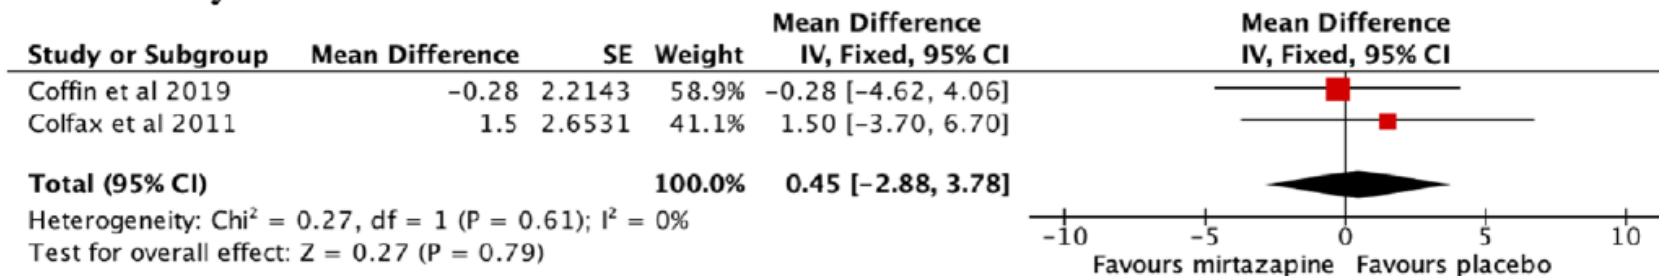 Mean Difference Mean Difference
Study or Subgroup Mean Difference SE Weight IV, Fixed, 95% CI IV, Fixed, 95% CI
Coffin et al 2019 -0.28 2.2143 58.9% -0.28 [-4.62, 4.06]
Colfax et al 2011 1.5 2.6531 41.1% 1.50 [-3.70, 6.70]
Total (95% CI) 100.0% 0.45 [-2.88, 3.78]
Heterogeneity: Chi² = 0.27, df = 1 (P = 0.61); I² = 0%
Test for overall effect: Z = 0.27 (P = 0.79)
-10 -5 0 5 10
Favours mirtazapine Favours placebo